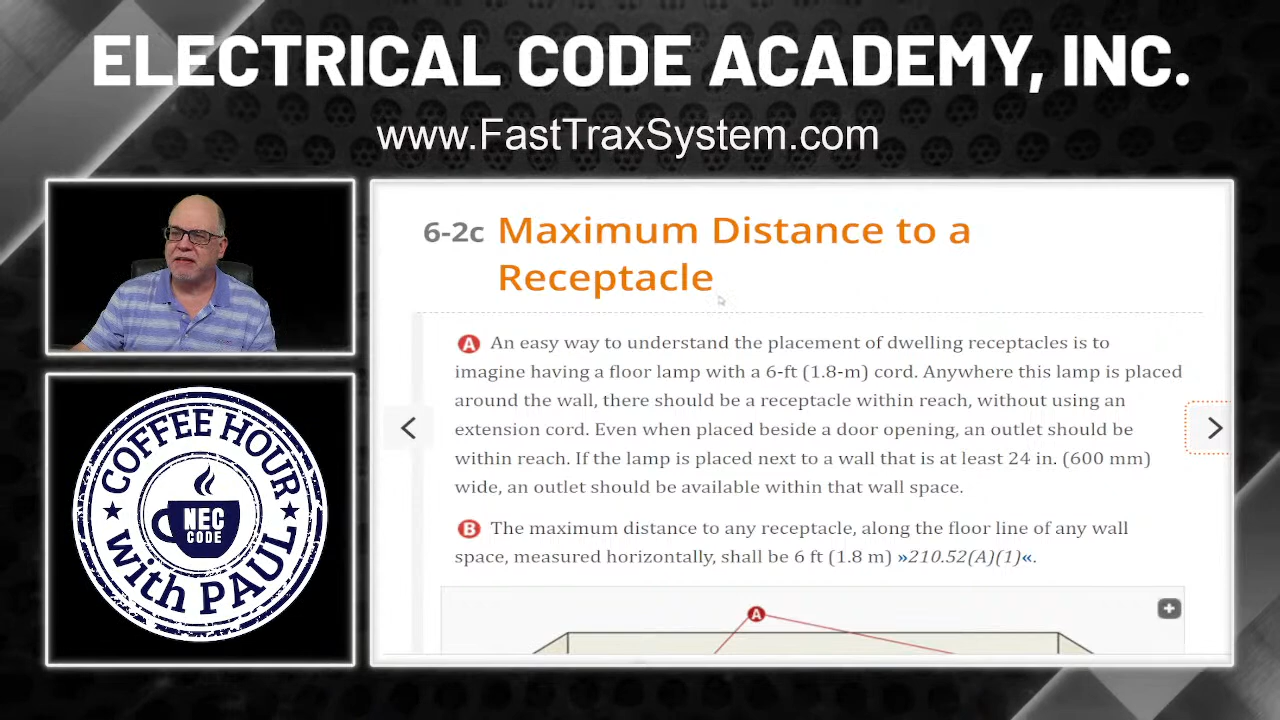 ELECTRICAL CODE ACADEMY, INC.
www.FastTraxSystem.com
6-2c Maximum Distance to a
Receptacle
A An easy way to understand the placement of dwelling receptacles is to
imagine having a floor lamp with a 6-ft (1.8-m) cord. Anywhere this lamp is placed
around the wall, there should be a receptacle within reach, without using an
extension cord. Even when placed beside a door opening, an outlet should be
within reach. If the lamp is placed next to a wall that is at least 24 in. (600 mm)
wide, an outlet should be available within that wall space.
B The maximum distance to any receptacle, along the floor line of any wall
space, measured horizontally, shall be 6 ft (1.8 m) »210.52(A)(1)«.
A
COFFEE HOUR
NEC
CODE
with PAUL